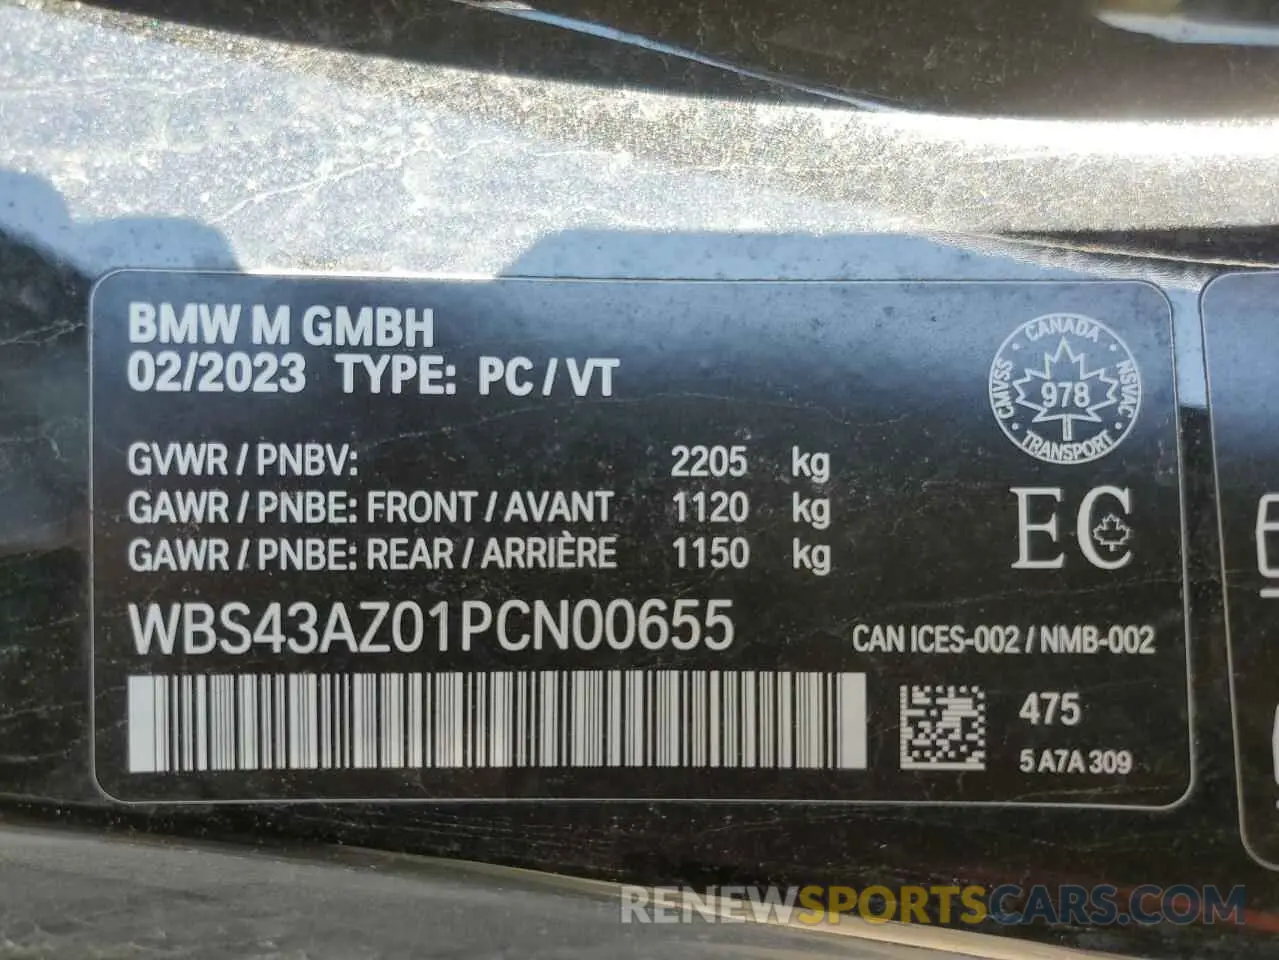 BMW M GMBH
02/2023 TYPE: PC / VT
GVWR / PNBV: 2205 kg
GAWR / PNBE: FRONT / AVANT 1120 kg
GAWR / PNBE: REAR / ARRIÈRE 1150 kg
WBS43AZ01PCN00655
CANADA
CMVSS
978
NSVAC
TRANSPORT
EC
CAN ICES-002 / NMB-002
475
5 A7A 309
RENEWSPORTSCARS.COM